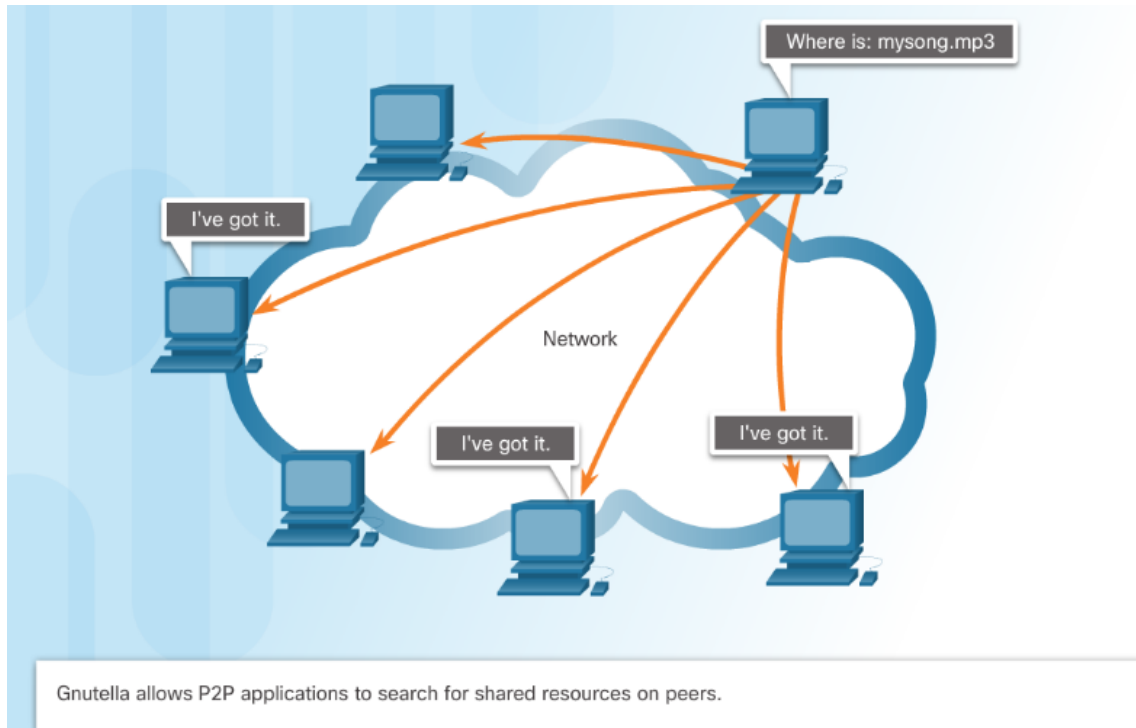 Where is: mysong.mp3
I've got it.
Network
I've got it.
I've got it.
Gnutella allows P2P applications to search for shared resources on peers.